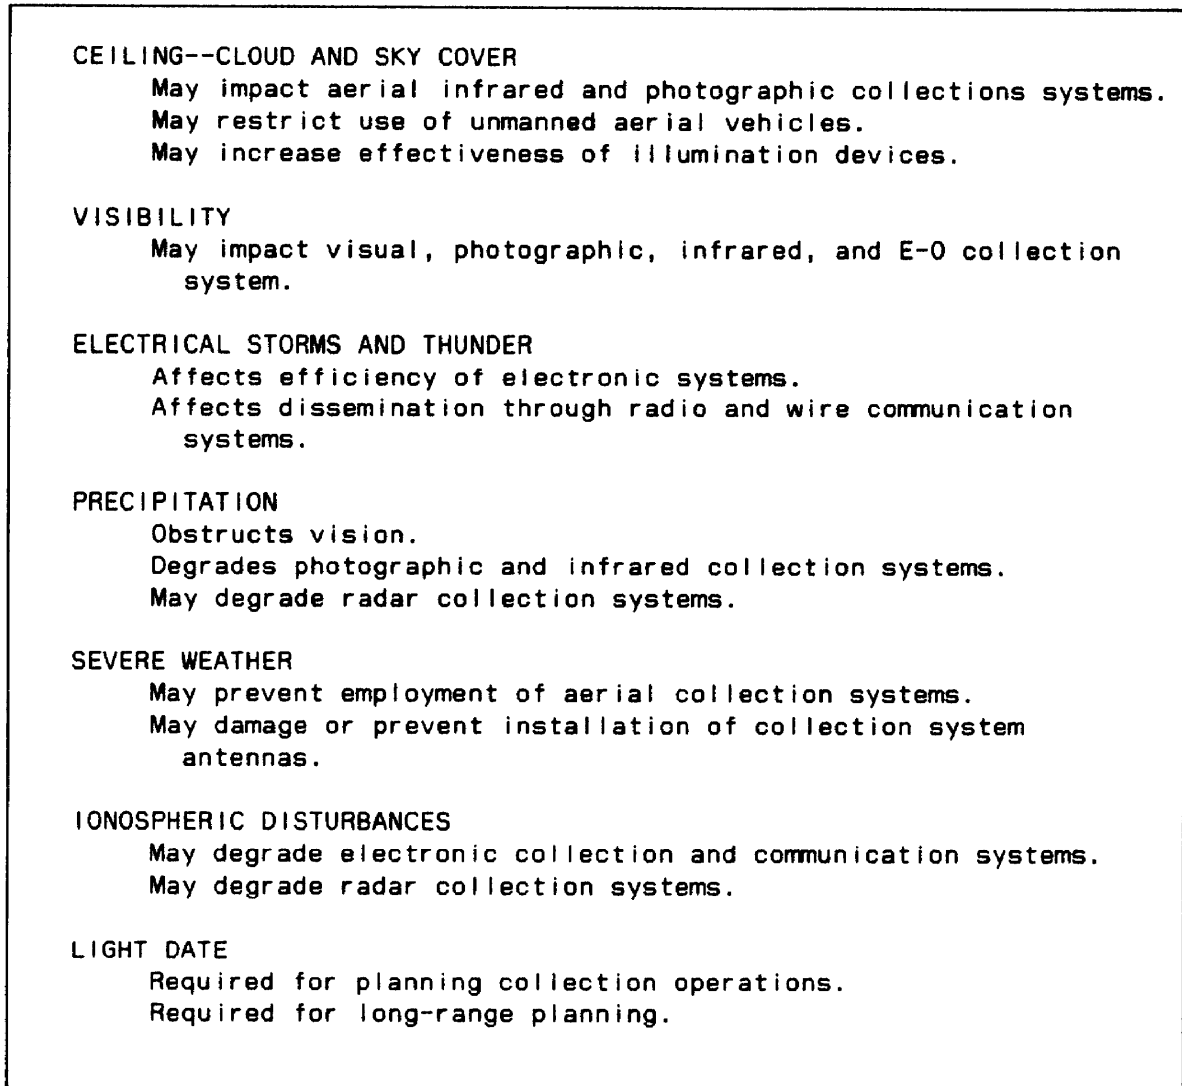 CEILING--CLOUD AND SKY COVER
May impact aerial infrared and photographic collections systems.
May restrict use of unmanned aerial vehicles.
May increase effectiveness of illumination devices.
VISIBILITY
May impact visual, photographic, infrared, and E-O collection
system.
ELECTRICAL STORMS AND THUNDER
Affects efficiency of electronic systems.
Affects dissemination through radio and wire communication
systems.
PRECIPITATION
Obstructs vision.
Degrades photographic and infrared collection systems.
May degrade radar collection systems.
SEVERE WEATHER
May prevent employment of aerial collection systems.
May damage or prevent installation of collection system
antennas.
IONOSPHERIC DISTURBANCES
May degrade electronic collection and communication systems.
May degrade radar collection systems.
LIGHT DATE
Required for planning collection operations.
Required for long-range planning.